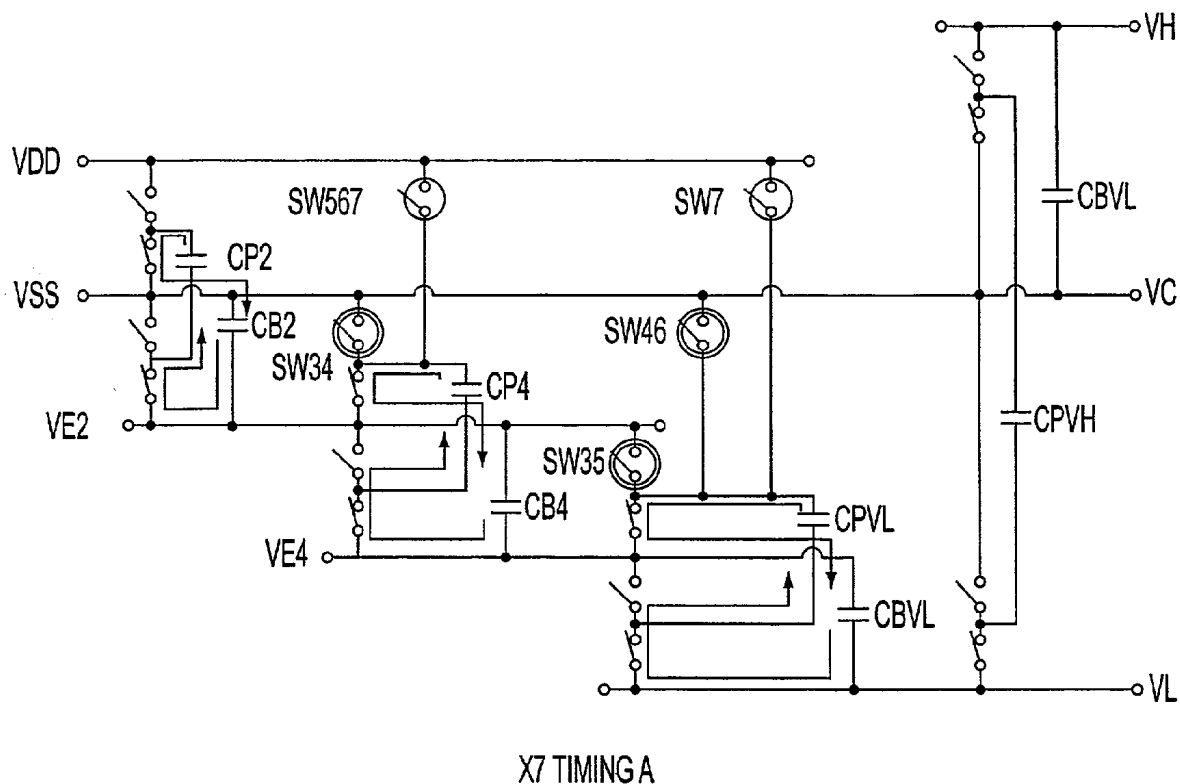 VH
VDD
SW567
SW7
CBVL
CP2
VSS
VC
CB2
SW34
SW46
CP4
VE2
CPVH
SW35
CB4
CPVL
VE4
CBVL
VL
X7 TIMING A